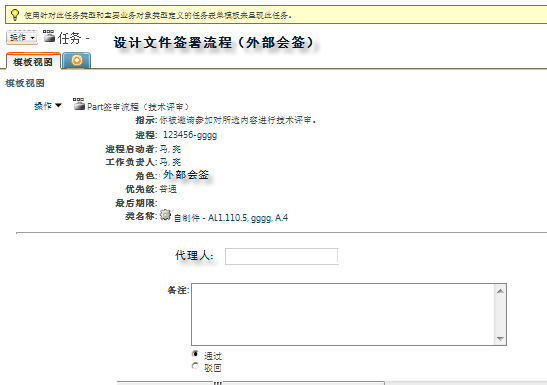 使用针对此任务类型和主要业务对象类型定义的任务表单模板来呈现此任务。
操作 任务 - 设计文件签署流程（外部会签）
模板视图
模板视图
操作 Part签审流程（技术评审）
指示: 你被邀请参加对所选内容进行技术评审。
进程: 123456-gggg
进程启动者: 马, 亮
工作负责人: 马, 亮
角色: 外部会签
优先级: 普通
最后期限:
类名称: 自制件 - AL1.110.5, gggg, A.4
代理人:
备注:
通过
驳回